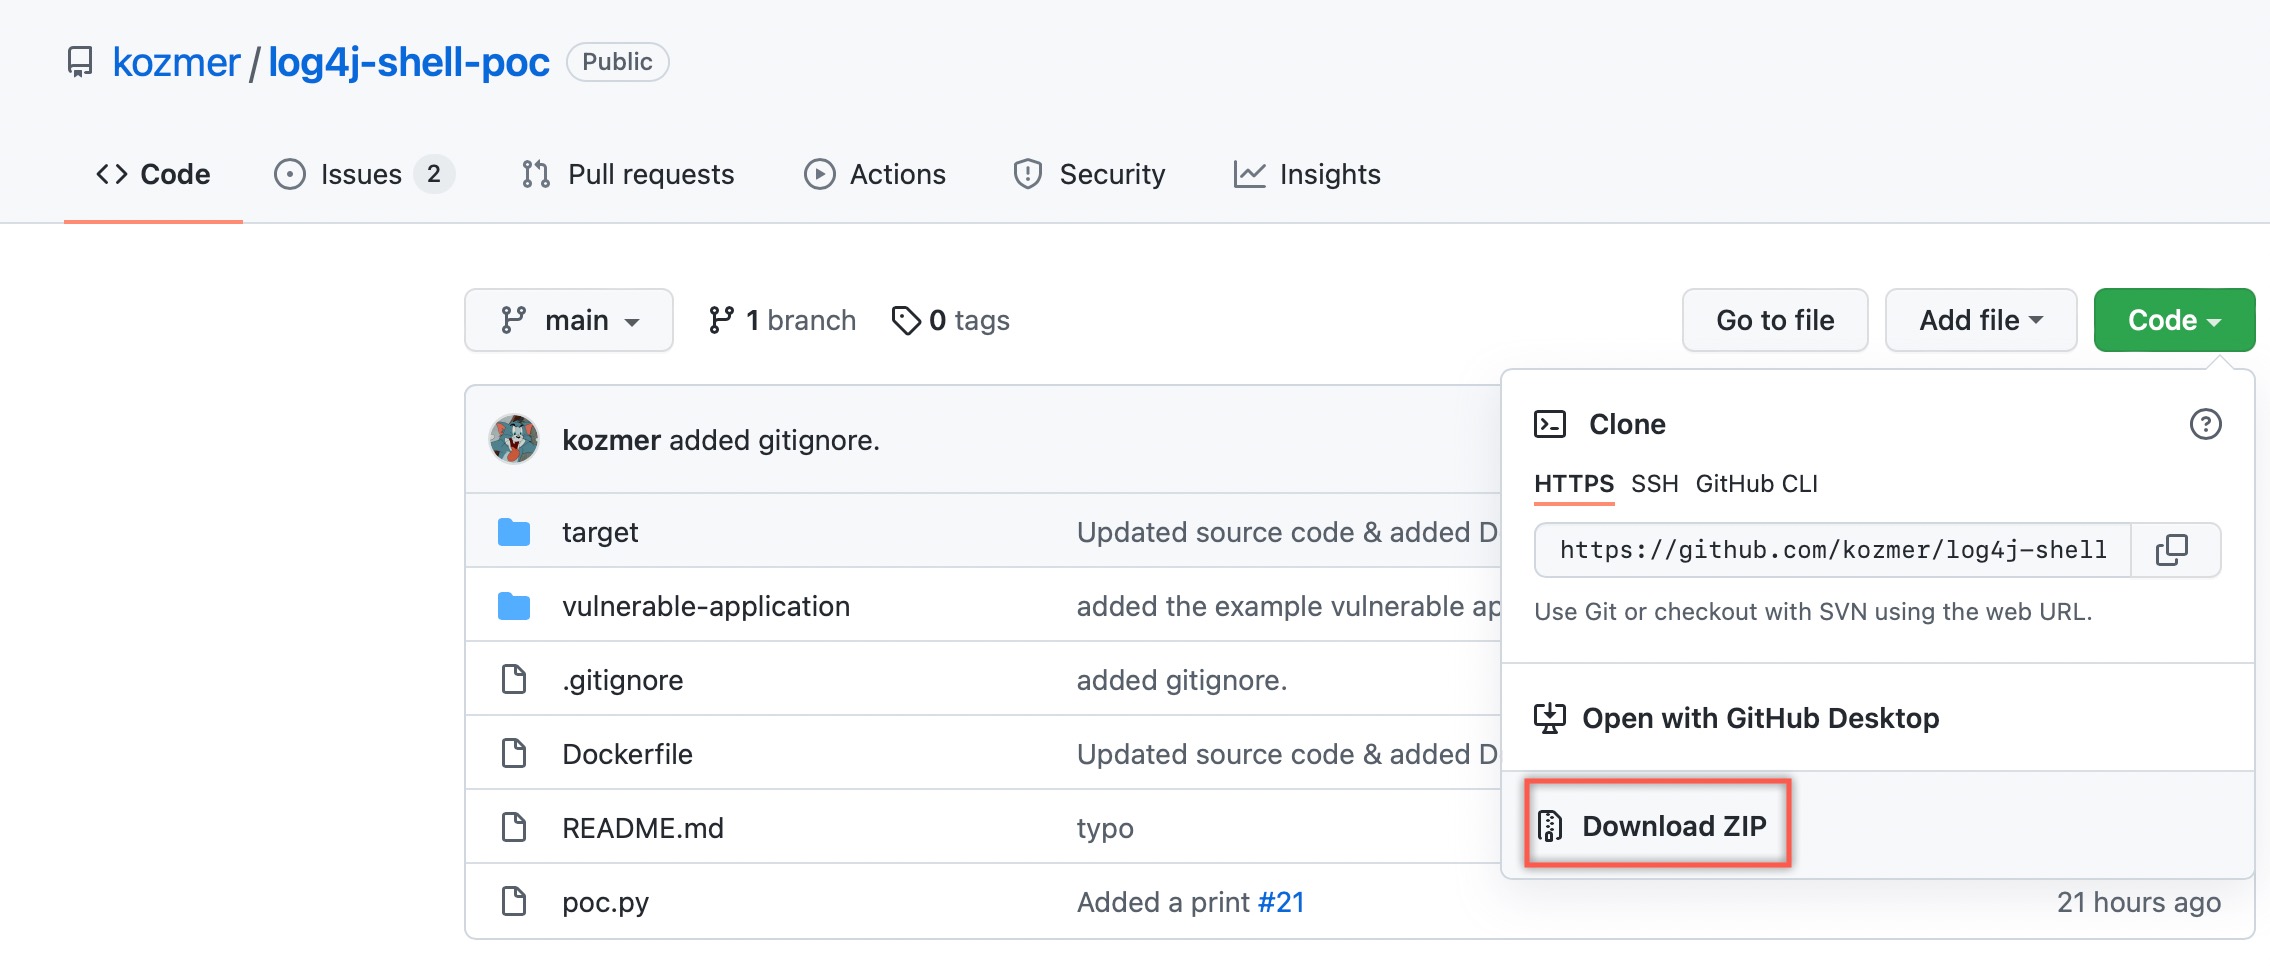 kozmer / log4j-shell-poc Public
Code Issues 2 Pull requests Actions Security Insights
main 1 branch 0 tags Go to file Add file Code
kozmer added gitignore.
target Updated source code & added D
vulnerable-application added the example vulnerable ap
.gitignore added gitignore.
Dockerfile Updated source code & added D
README.md typo
poc.py Added a print #21 21 hours ago
Clone
HTTPS SSH GitHub CLI
https://github.com/kozmer/log4j-shell
Use Git or checkout with SVN using the web URL.
Open with GitHub Desktop
Download ZIP